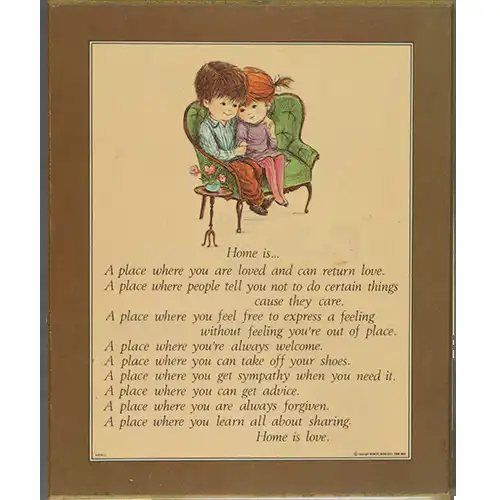 Home is...
A place where you are loved and can return love.
A place where people tell you not to do certain things
cause they care.
A place where you feel free to express a feeling
without feeling you're out of place.
A place where you're always welcome.
A place where you can take off your shoes.
A place where you get sympathy when you need it.
A place where you can get advice.
A place where you are always forgiven.
A place where you learn all about sharing.
Home is love.